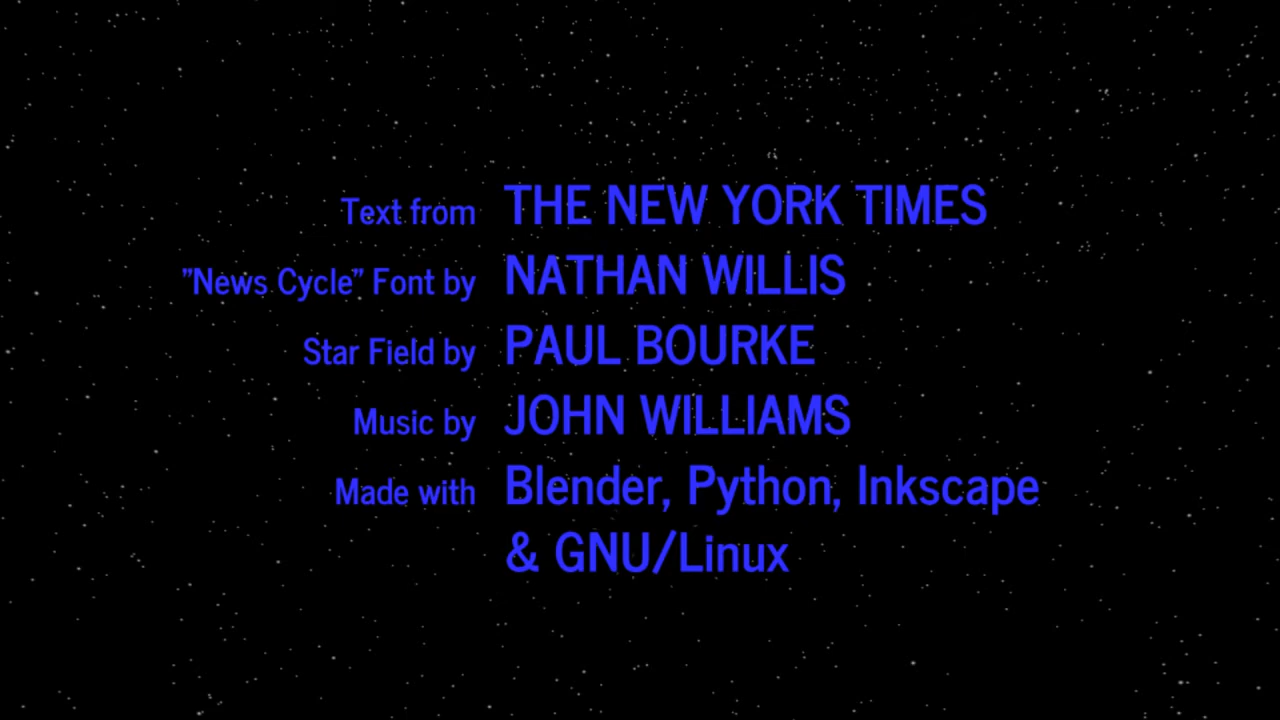 Text from THE NEW YORK TIMES
"News Cycle" Font by NATHAN WILLIS
Star Field by PAUL BOURKE
Music by JOHN WILLIAMS
Made with Blender, Python, Inkscape
& GNU/Linux